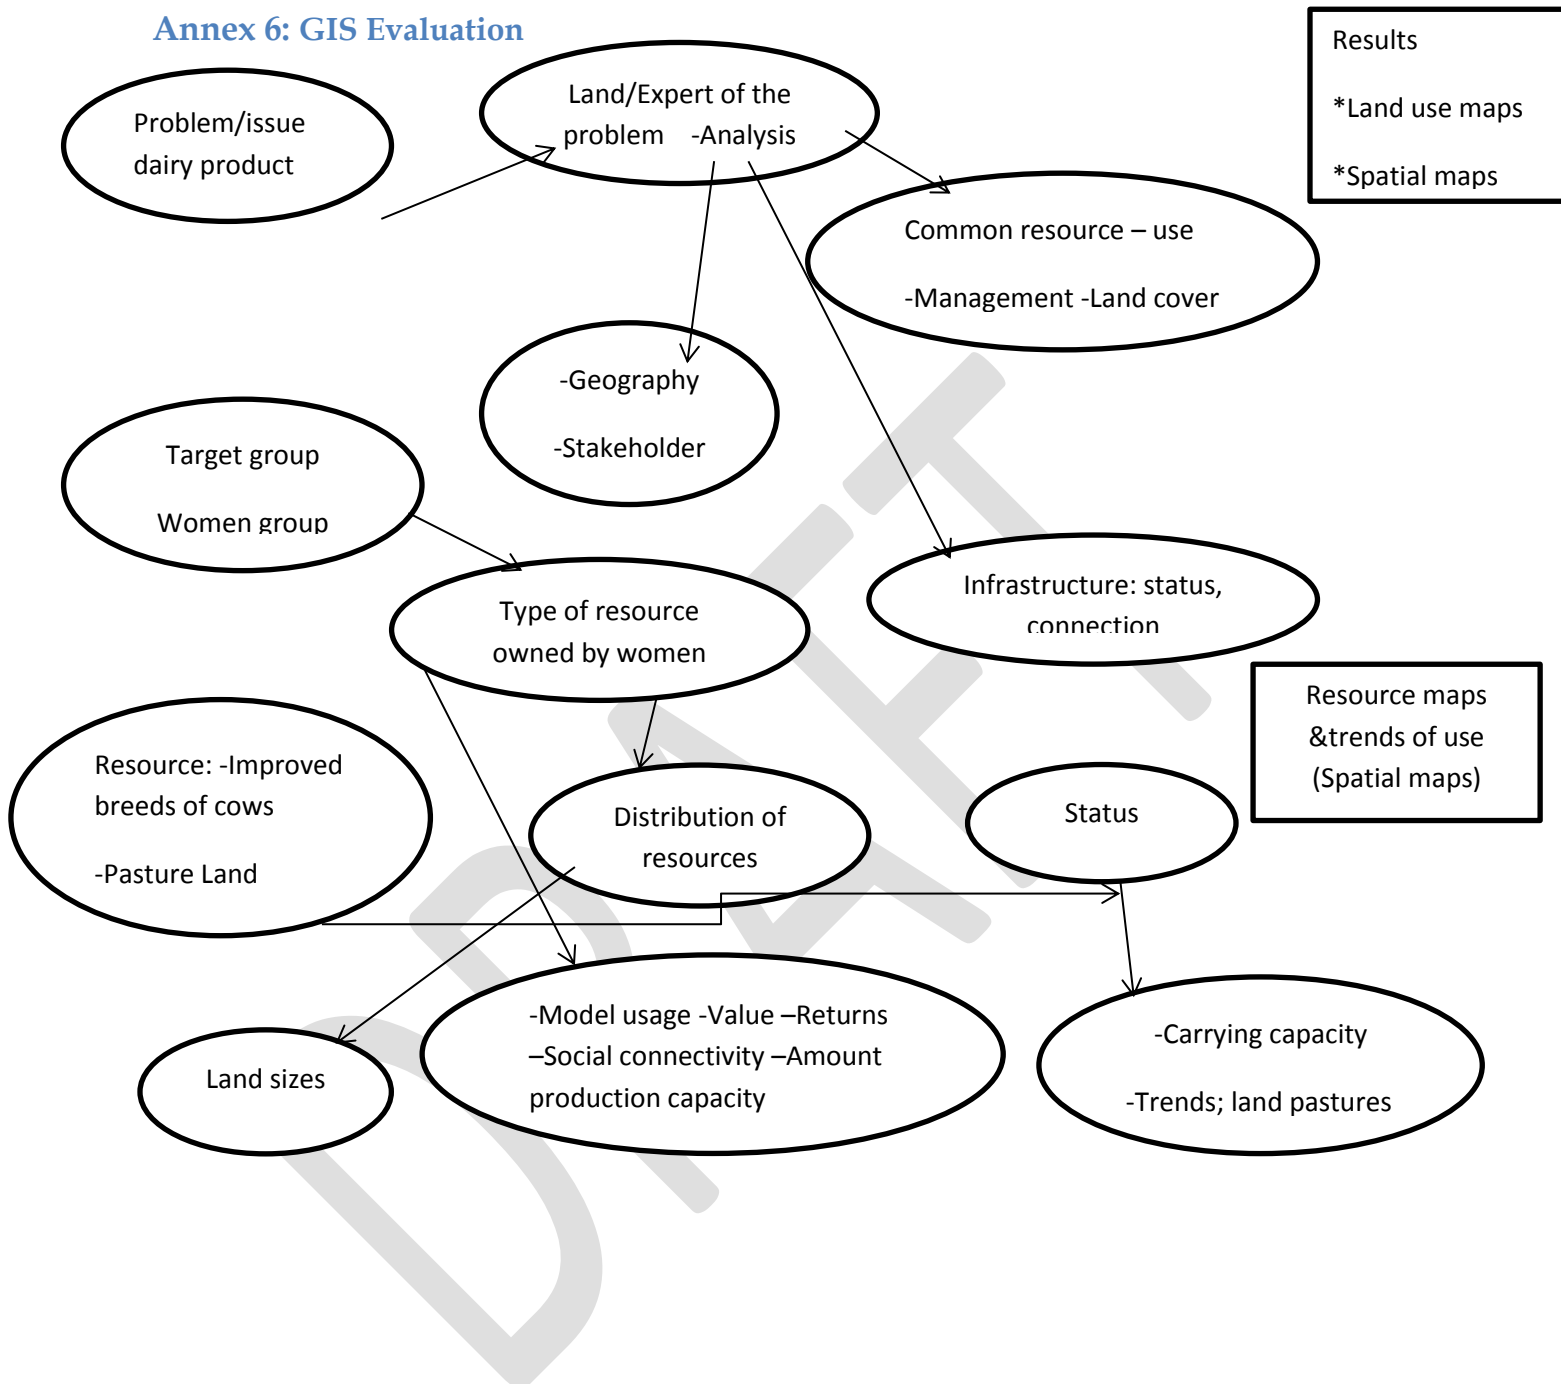 Annex 6: GIS Evaluation
Results
*Land use maps
*Spatial maps
Problem/issue
dairy product
Land/Expert of the
problem -Analysis
Common resource – use
-Management -Land cover
-Geography
-Stakeholder
Target group
Women group
Infrastructure: status,
connection
Type of resource
owned by women
Resource maps
&trends of use
(Spatial maps)
Resource: -Improved
breeds of cows
-Pasture Land
Distribution of
resources
Status
-Model usage -Value –Returns
–Social connectivity –Amount
production capacity
-Carrying capacity
-Trends; land pastures
Land sizes
DRAFT